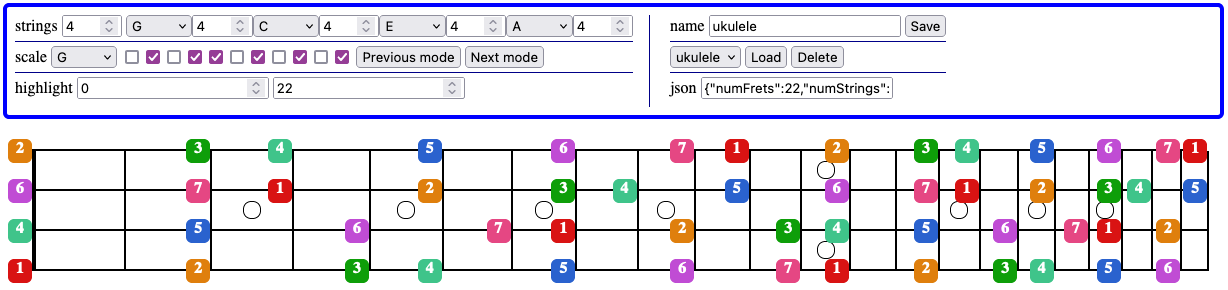 strings 4 G 4 C 4 E 4 A 4 name ukulele Save
scale G Previous mode Next mode ukulele Load Delete
highlight 0 22 json {"numFrets":22,"numStrings":
2 3 4 5 6 7 1 2 3 4 5 6 7 1
6 7 1 2 3 4 5 6 7 1 2 3 4 5
4 5 6 7 1 2 3 4 5 6 7 1 2
1 2 3 4 5 6 7 1 2 3 4 5 6